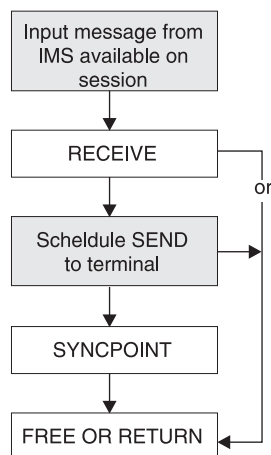 Input message from
IMS available on
session
RECEIVE
or
Scheldule SEND
to terminal
SYNCPOINT
FREE OR RETURN